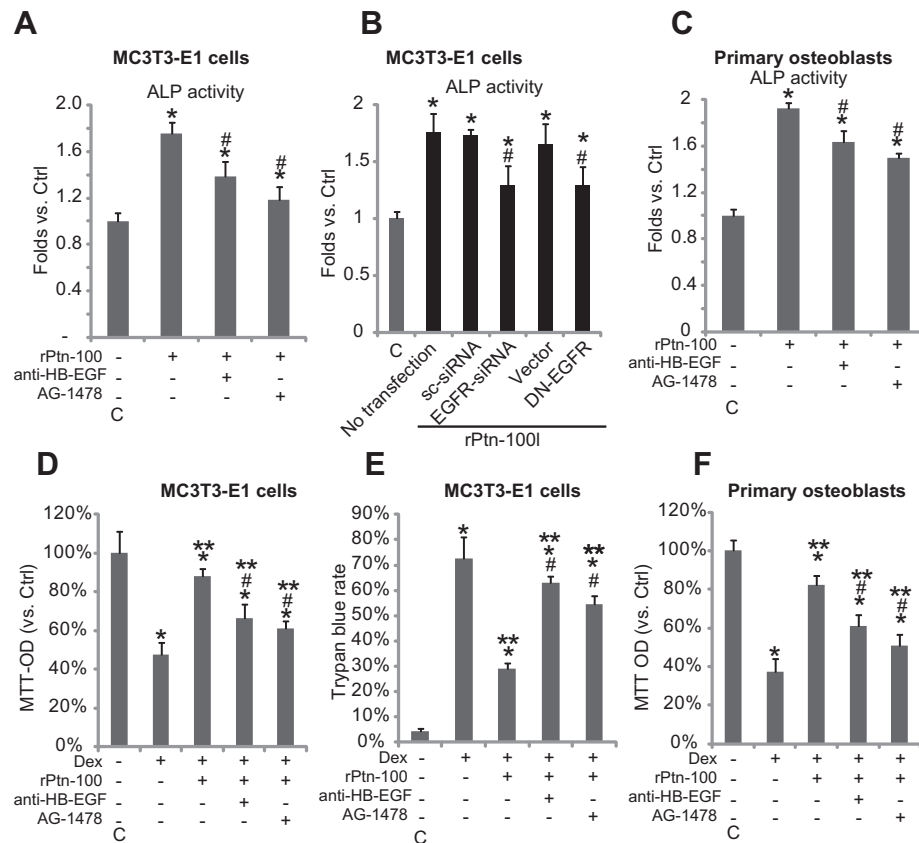 A
MC3T3-E1 cells
ALP activity
Folds vs. Ctrl
2.0
1.6
1.2
0.8
0.4
-
*
#
*
#
*
rPtn-100 - + + +
anti-HB-EGF - - + -
AG-1478 - - - +
C
B
MC3T3-E1 cells
ALP activity
Folds vs. Ctrl
2
1.5
1
0.5
0
*
*
*
#
*
*
#
C
No transfection
sc-siRNA
EGFR-siRNA
Vector
DN-EGFR
rPtn-100l
C
Primary osteoblasts
ALP activity
Folds vs. Ctrl
2
1.6
1.2
0.8
0.4
0
*
#
*
#
*
rPtn-100 - + + +
anti-HB-EGF - - + -
AG-1478 - - - +
C
D
MC3T3-E1 cells
MTT-OD (vs. Ctrl)
120%
100%
80%
60%
40%
20%
0%
*
**
*
**
#
*
**
#
*
Dex - + + + +
rPtn-100 - - + + +
anti-HB-EGF - - - + -
AG-1478 - - - - +
C
E
MC3T3-E1 cells
Trypan blue rate
90%
80%
70%
60%
50%
40%
30%
20%
10%
0%
*
**
*
**
*
#
**
*
#
Dex - + + + +
rPtn-100 - - + + +
anti-HB-EGF - - - + -
AG-1478 - - - - +
C
F
Primary osteoblasts
MTT OD (vs. Ctrl)
120%
100%
80%
60%
40%
20%
0%
*
**
*
**
#
*
**
#
*
Dex - + + + +
rPtn-100 - - + + +
anti-HB-EGF - - - + -
AG-1478 - - - - +
C